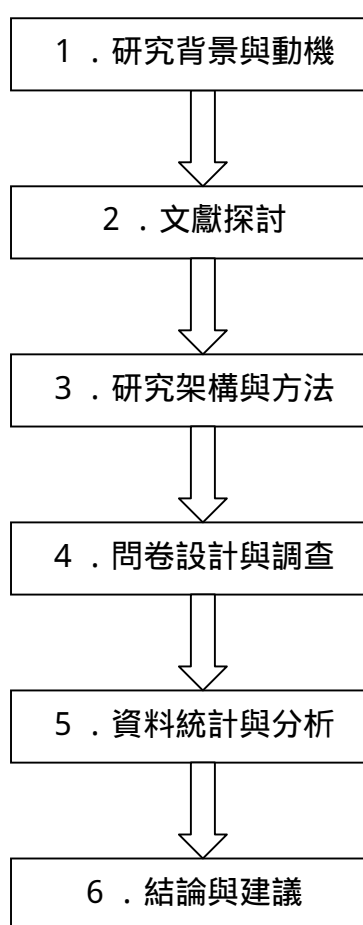 1．研究背景與動機
2．文獻探討
3．研究架構與方法
4．問卷設計與調查
5．資料統計與分析
6．結論與建議